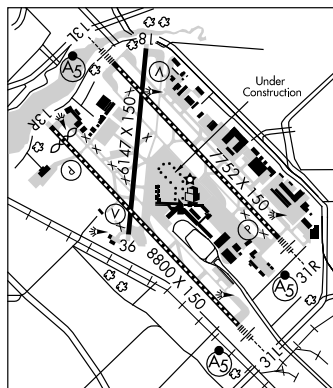 13L
18
A5
V
Under
Construction
13R
6147 X 150
7752 X 150
P
V
P
36
8800 X 150
31R
A5
31L
A5